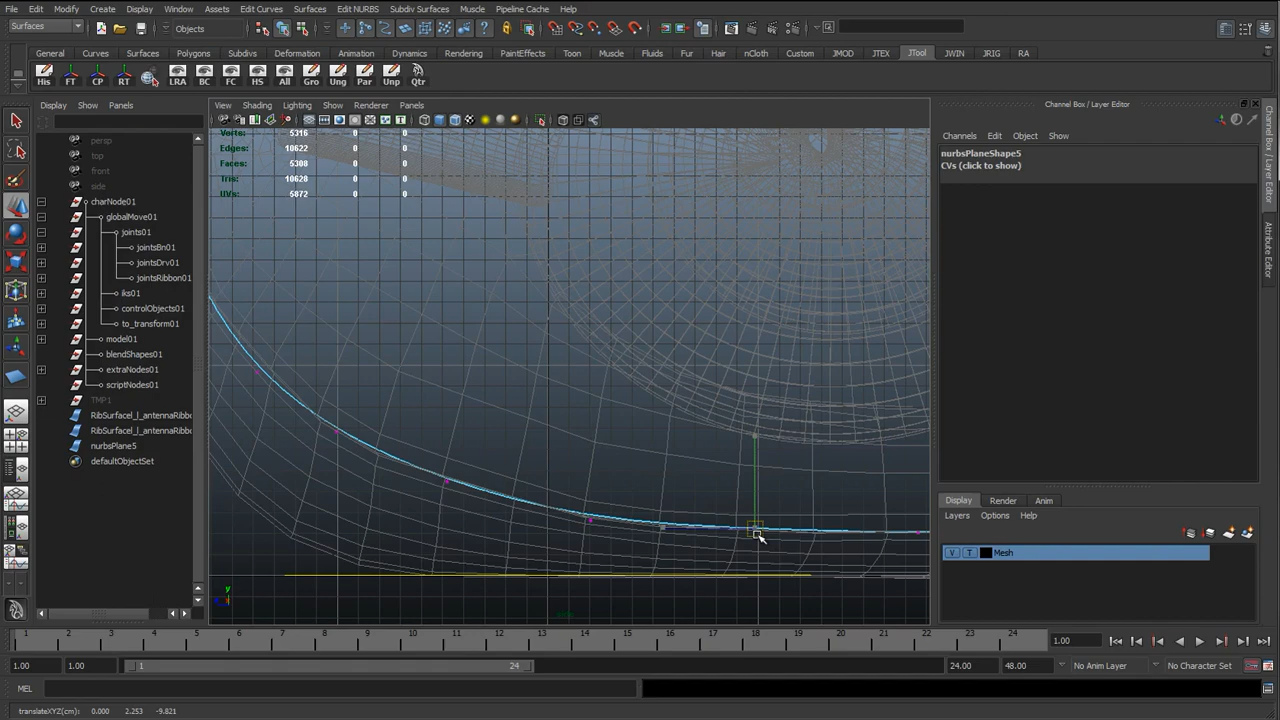 File Edit Modify Create Display Window Assets Edit Curves Surfaces Edit NURBS Subdiv Surfaces Muscle Pipeline Cache Help
Surfaces Objects
General Curves Surfaces Polygons Subdivs Deformation Animation Dynamics Rendering PaintEffects Toon Muscle Fluids Fur Hair nCloth Custom JMOD JTEX JTool JWIN JRIG RA
His FT CP RT LRA BC FC HS All Gro Ung Par Unp Qtr
Display Show Panels
View Shading Lighting Show Renderer Panels
Channel Box / Layer Editor
Verts: 5316 0 0
Edges: 10622 0 0
Faces: 5308 0 0
Tris: 10628 0 0
UVs: 5872 0 0
persp
top
front
side
charNode01
globalMove01
joints01
jointsBn01
jointsDrv01
jointsRibbon01
iks01
controlObjects01
to_transform01
model01
blendShapes01
extraNodes01
scriptNodes01
TMP1
RibSurfacel_l_antennaRibbo
RibSurfacel_l_antennaRibbo
nurbsPlane5
defaultObjectSet
y
Channels Edit Object Show
nurbsPlaneShape5
CVs (click to show)
Channel Box / Layer Editor
Attribute Editor
Display Render Anim
Layers Options Help
V T Mesh
1 2 3 4 5 6 7 8 9 10 11 12 13 14 15 16 17 18 19 20 21 22 23 24 1.00
1.00 1.00 1 24 24.00 48.00 No Anim Layer No Character Set
MEL
translateXYZ(cm): 0.000 2.253 -9.821